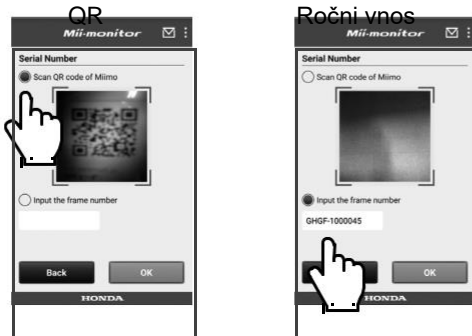 QR
Mii-monitor
Serial Number
Scan QR code of Miimo
Input the frame number
Back
OK
HONDA
Ročni vnos
Mii-monitor
Serial Number
Scan QR code of Miimo
Input the frame number
GHGF-1000045
OK
HONDA